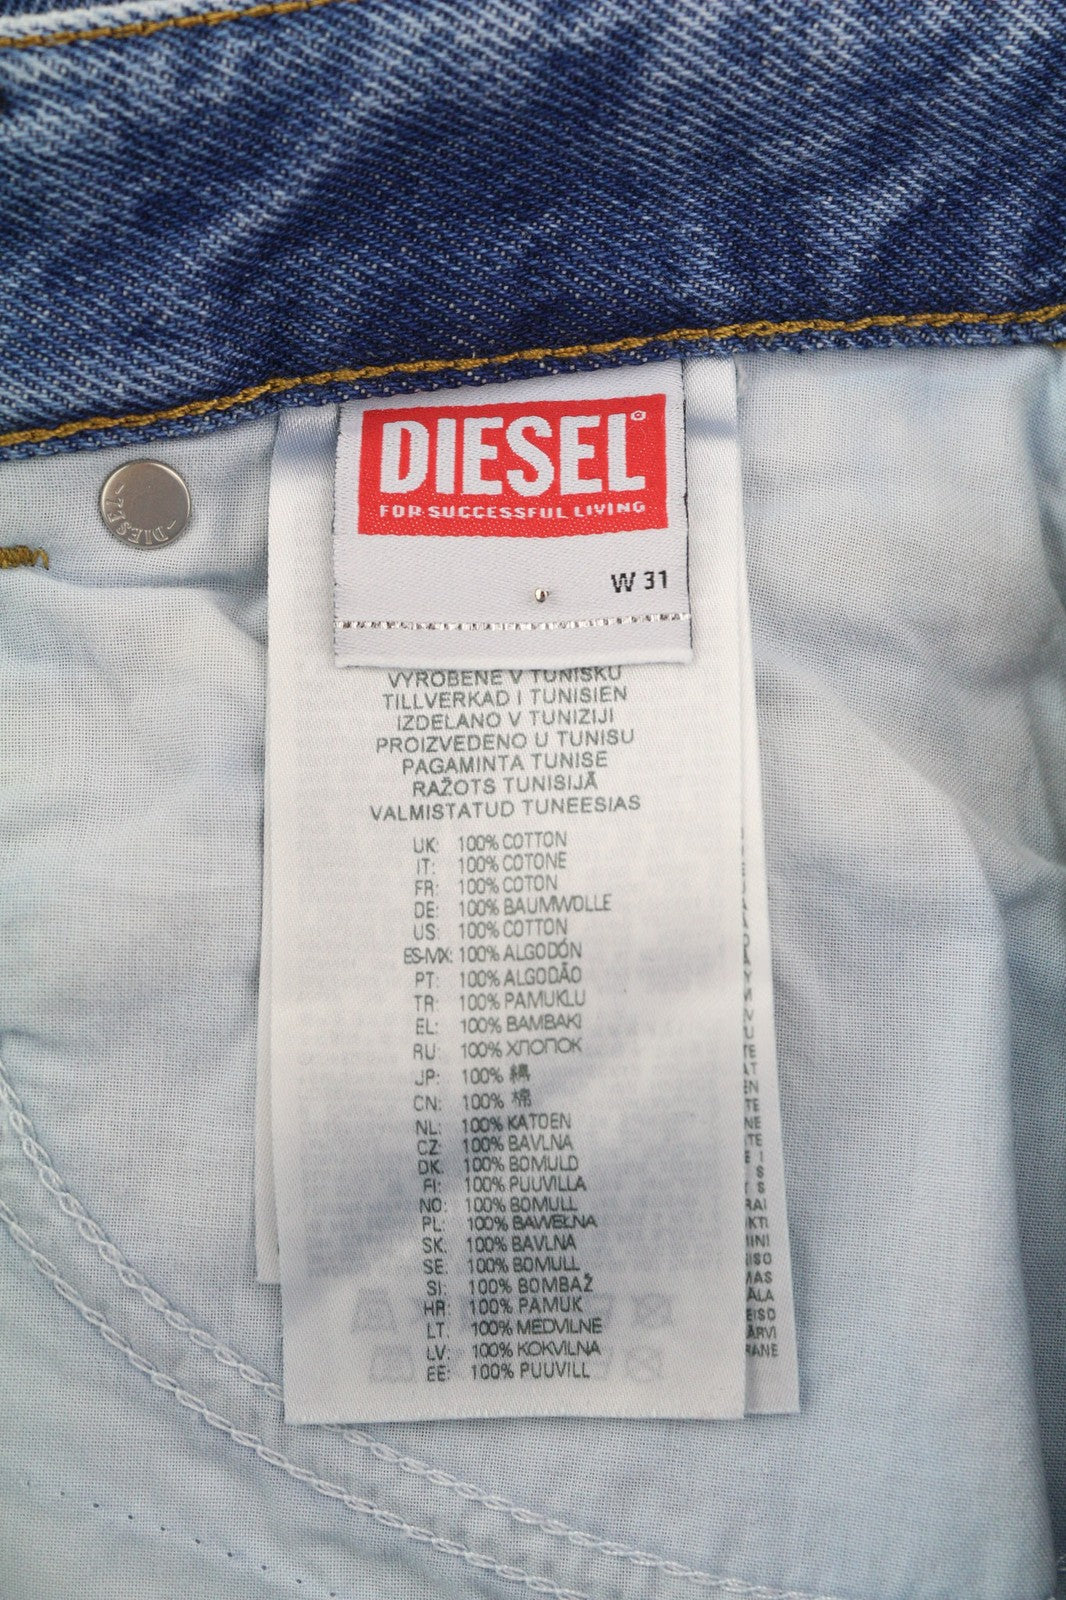 DIESEL
FOR SUCCESSFUL LIVING
W 31
DIESEL
VYROBENE V TUNISKU
TILLVERKAD I TUNISIEN
IZDELANO V TUNIZIJI
PROIZVEDENO U TUNISU
PAGAMINTA TUNISE
RAŽOTS TUNISIJĀ
VALMISTATUD TUNEESIAS
UK: 100% COTTON
IT: 100% COTONE
FR: 100% COTON
DE: 100% BAUMWOLLE
US: 100% COTTON
ES-MX: 100% ALGODÓN
PT: 100% ALGODÃO
TR: 100% PAMUKLU
EL: 100% BAMBAKI
RU: 100% ХЛОПОК
JP: 100% 綿
CN: 100% 棉
NL: 100% KATOEN
CZ: 100% BAVLNA
DK: 100% BOMULD
FI: 100% PUUVILLA
NO: 100% BOMULL
PL: 100% BAWEŁNA
SK: 100% BAVLNA
SE: 100% BOMULL
SI: 100% BOMBAŽ
HR: 100% PAMUK
LT: 100% MEDVILNE
LV: 100% KOKVILNA
EE: 100% PUUVILL